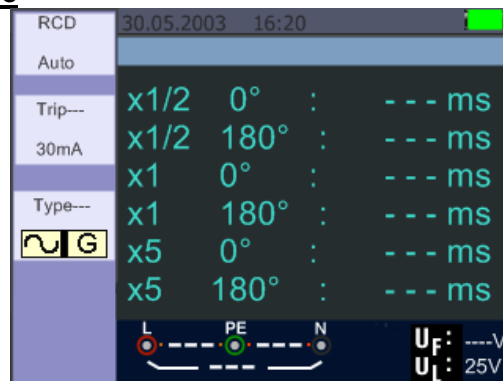 RCD
Auto
Trip---
30mA
Type---
G
30.05.2003 16:20
x1/2 0° : - - - ms
x1/2 180° : - - - ms
x1 0° : - - - ms
x1 180° : - - - ms
x5 0° : - - - ms
x5 180° : - - - ms
L PE N
UF: ----V
UL: 25V